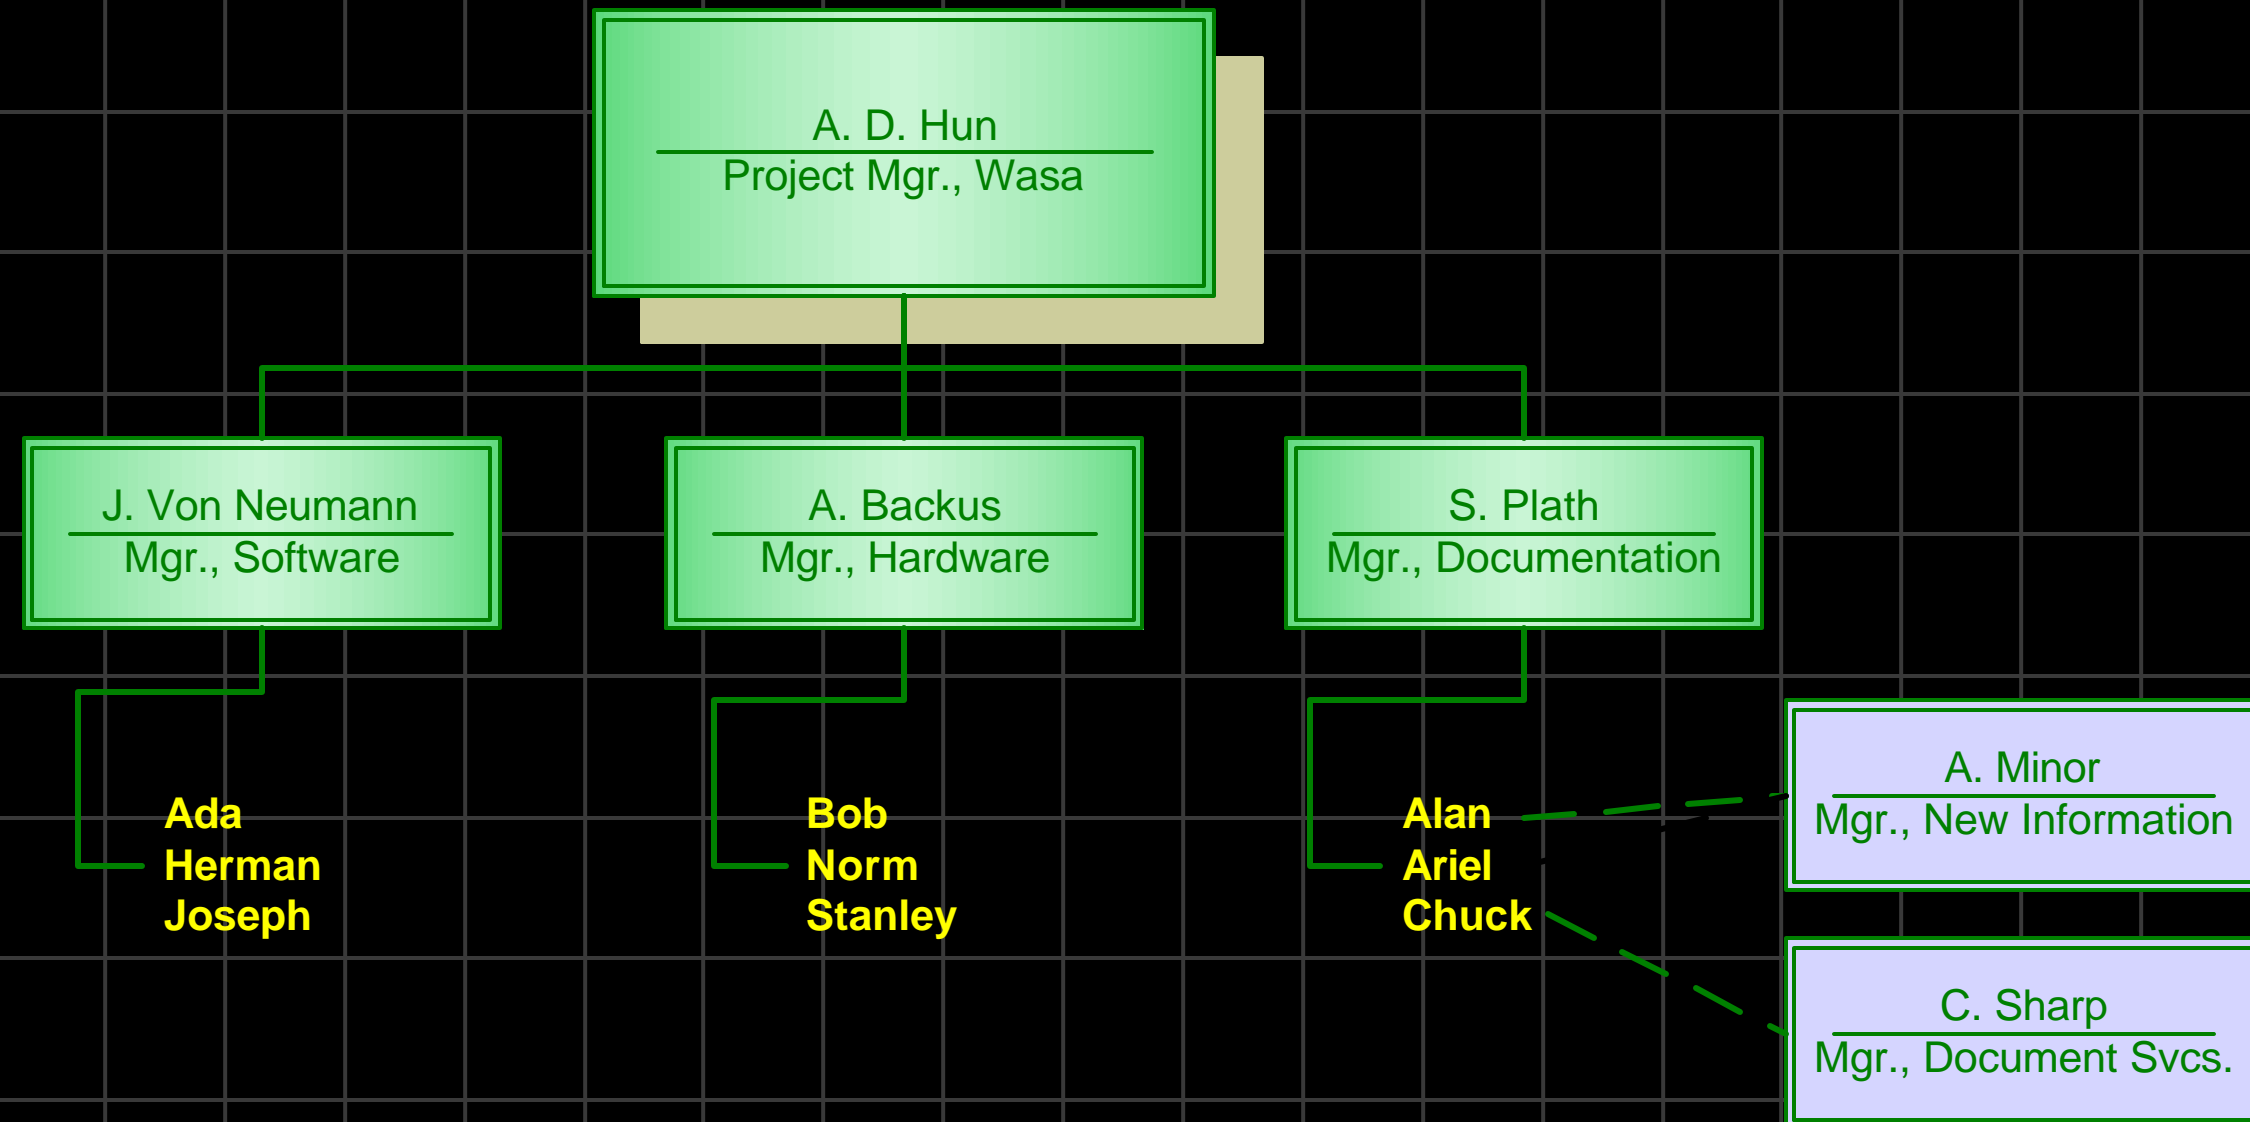 A. D. Hun
Project Mgr., Wasa
J. Von Neumann
Mgr., Software
A. Backus
Mgr., Hardware
S. Plath
Mgr., Documentation
Ada
Herman
Joseph
Bob
Norm
Stanley
Alan
Ariel
Chuck
A. Minor
Mgr., New Information
C. Sharp
Mgr., Document Svcs.